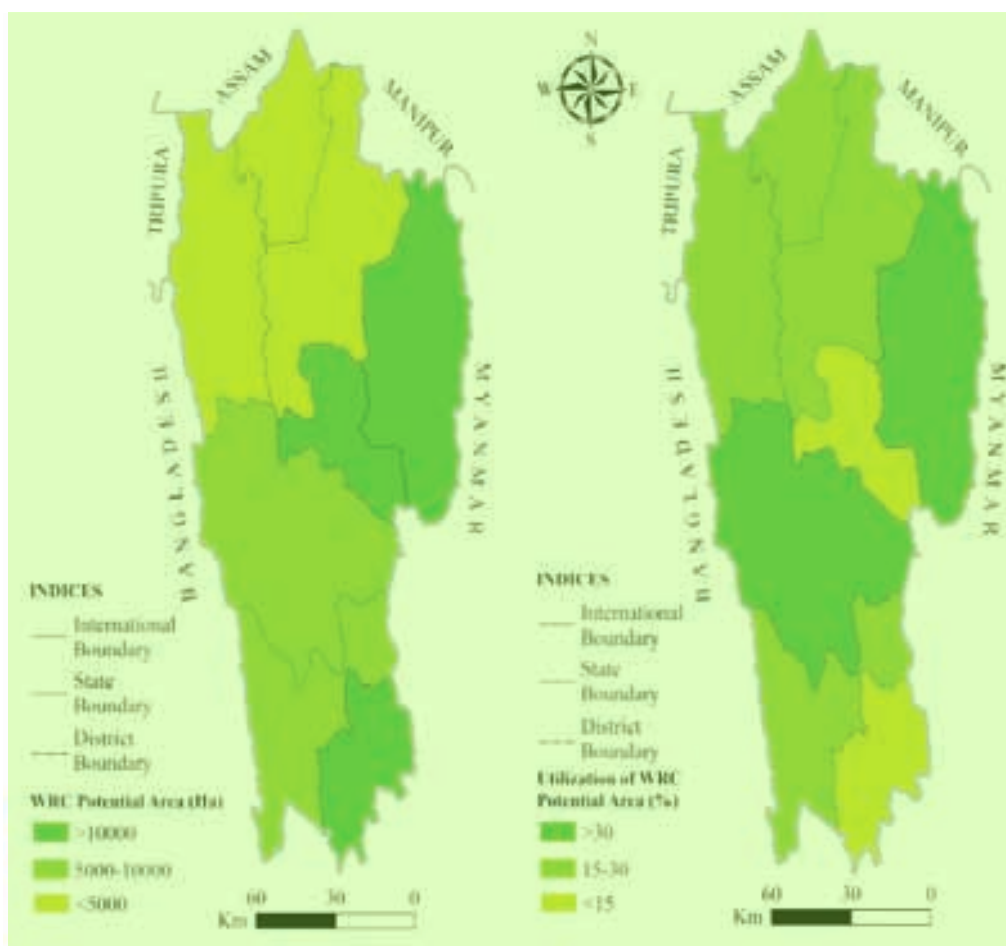 ASSAM
MANIPUR
TRIPURA
BANGLADESH
MYANMAR
INDICES
International
Boundary
State
Boundary
District
Boundary
WRC Potential Area (Ha)
>10000
5000-10000
<5000
60 30 0
Km
N
W E
S
ASSAM
MANIPUR
TRIPURA
BANGLADESH
MYANMAR
INDICES
International
Boundary
State
Boundary
District
Boundary
Utilization of WRC
Potential Area (%)
>30
15-30
<15
60 30 0
Km